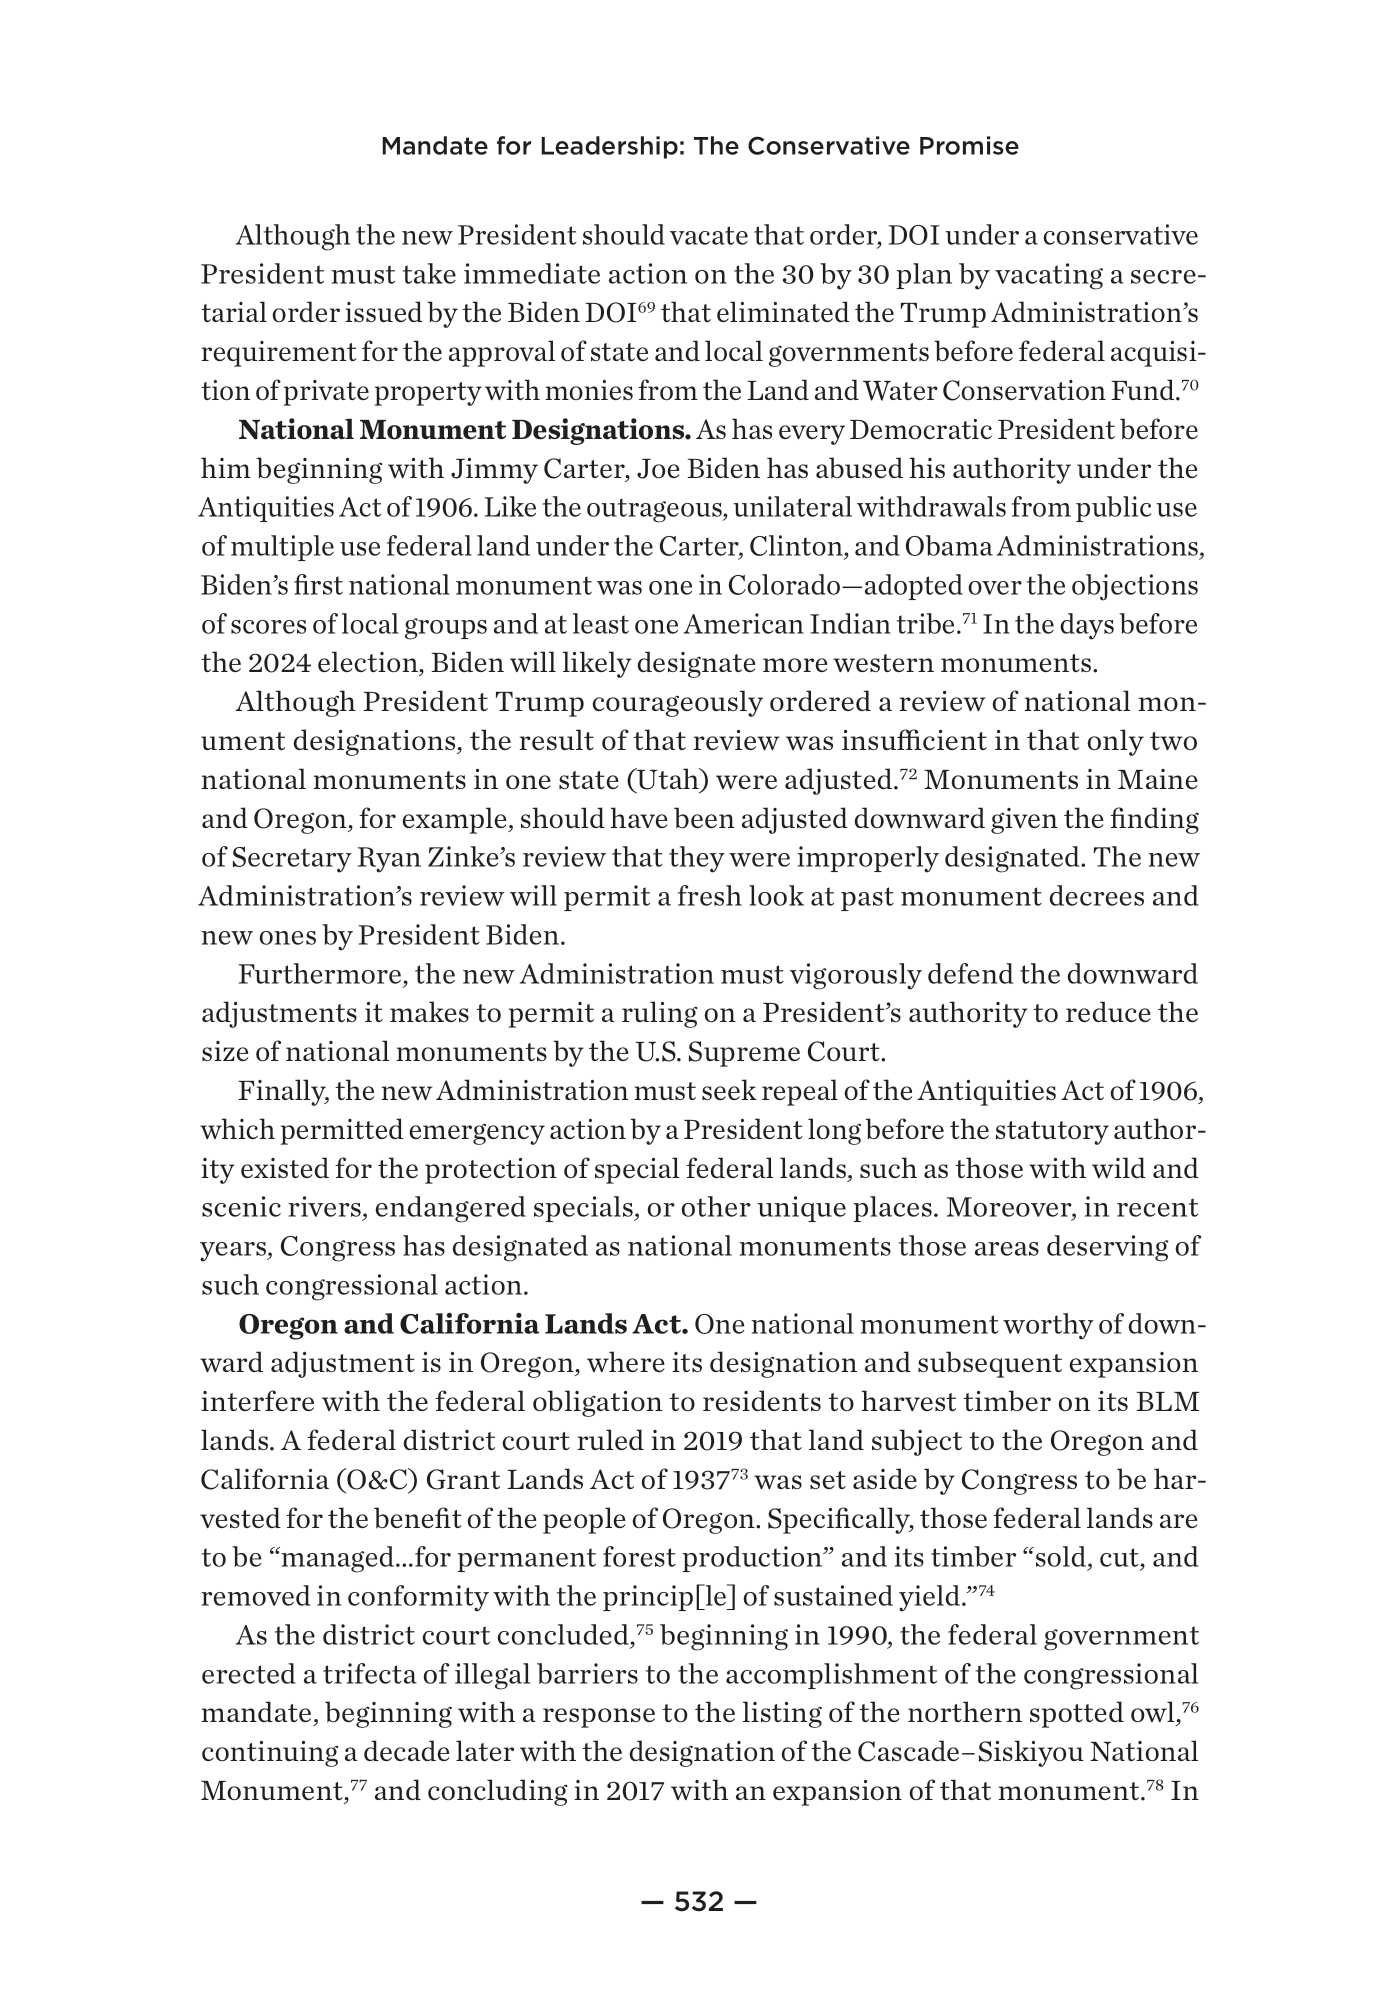 Mandate for Leadership: The Conservative Promise
Although the new President should vacate that order, DOI under a conservative
President must take immediate action on the 30 by 30 plan by vacating a secre-
tarial order issued by the Biden DOI⁶⁹ that eliminated the Trump Administration’s
requirement for the approval of state and local governments before federal acquisi-
tion of private property with monies from the Land and Water Conservation Fund.⁷⁰
National Monument Designations. As has every Democratic President before
him beginning with Jimmy Carter, Joe Biden has abused his authority under the
Antiquities Act of 1906. Like the outrageous, unilateral withdrawals from public use
of multiple use federal land under the Carter, Clinton, and Obama Administrations,
Biden’s first national monument was one in Colorado—adopted over the objections
of scores of local groups and at least one American Indian tribe.⁷¹ In the days before
the 2024 election, Biden will likely designate more western monuments.
Although President Trump courageously ordered a review of national mon-
ument designations, the result of that review was insufficient in that only two
national monuments in one state (Utah) were adjusted.⁷² Monuments in Maine
and Oregon, for example, should have been adjusted downward given the finding
of Secretary Ryan Zinke’s review that they were improperly designated. The new
Administration’s review will permit a fresh look at past monument decrees and
new ones by President Biden.
Furthermore, the new Administration must vigorously defend the downward
adjustments it makes to permit a ruling on a President’s authority to reduce the
size of national monuments by the U.S. Supreme Court.
Finally, the new Administration must seek repeal of the Antiquities Act of 1906,
which permitted emergency action by a President long before the statutory author-
ity existed for the protection of special federal lands, such as those with wild and
scenic rivers, endangered specials, or other unique places. Moreover, in recent
years, Congress has designated as national monuments those areas deserving of
such congressional action.
Oregon and California Lands Act. One national monument worthy of down-
ward adjustment is in Oregon, where its designation and subsequent expansion
interfere with the federal obligation to residents to harvest timber on its BLM
lands. A federal district court ruled in 2019 that land subject to the Oregon and
California (O&C) Grant Lands Act of 1937⁷³ was set aside by Congress to be har-
vested for the benefit of the people of Oregon. Specifically, those federal lands are
to be “managed...for permanent forest production” and its timber “sold, cut, and
removed in conformity with the princip[le] of sustained yield.”⁷⁴
As the district court concluded,⁷⁵ beginning in 1990, the federal government
erected a trifecta of illegal barriers to the accomplishment of the congressional
mandate, beginning with a response to the listing of the northern spotted owl,⁷⁶
continuing a decade later with the designation of the Cascade–Siskiyou National
Monument,⁷⁷ and concluding in 2017 with an expansion of that monument.⁷⁸ In
— 532 —